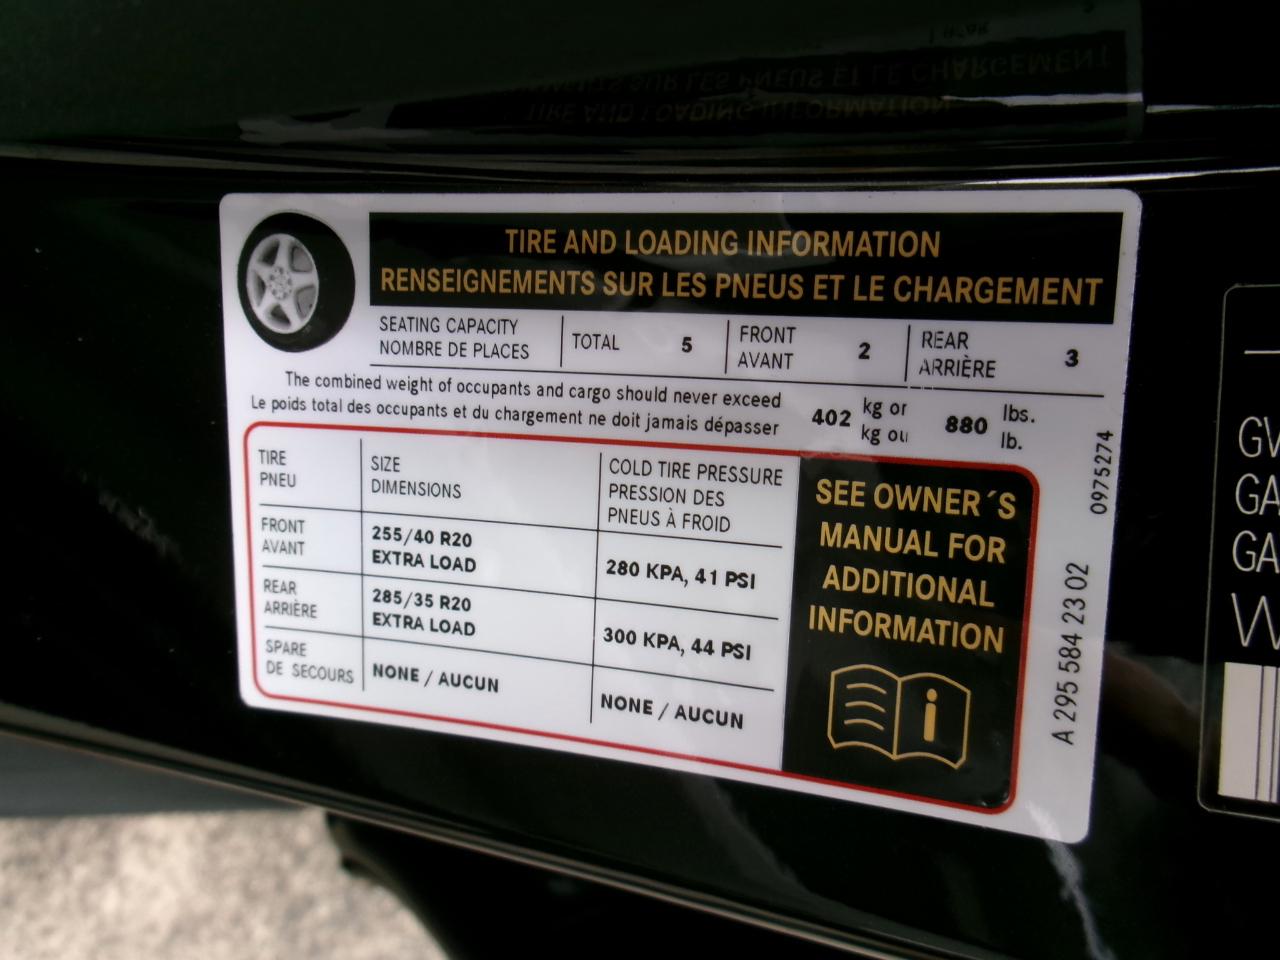 TIRE AND LOADING INFORMATION
RENSEIGNEMENTS SUR LES PNEUS ET LE CHARGEMENT
SEATING CAPACITY
NOMBRE DE PLACES
TOTAL 5
FRONT
AVANT
2
REAR
ARRIÈRE
3
The combined weight of occupants and cargo should never exceed
Le poids total des occupants et du chargement ne doit jamais dépasser
402
kg or
kg ou
880
lbs.
lb.
TIRE
PNEU
SIZE
DIMENSIONS
COLD TIRE PRESSURE
PRESSION DES
PNEUS À FROID
FRONT
AVANT
255/40 R20
EXTRA LOAD
280 KPA, 41 PSI
REAR
ARRIÈRE
285/35 R20
EXTRA LOAD
300 KPA, 44 PSI
SPARE
DE SECOURS
NONE / AUCUN
NONE / AUCUN
SEE OWNER´S
MANUAL FOR
ADDITIONAL
INFORMATION
i
0975274
A 295 584 23 02
GV
GA
GA